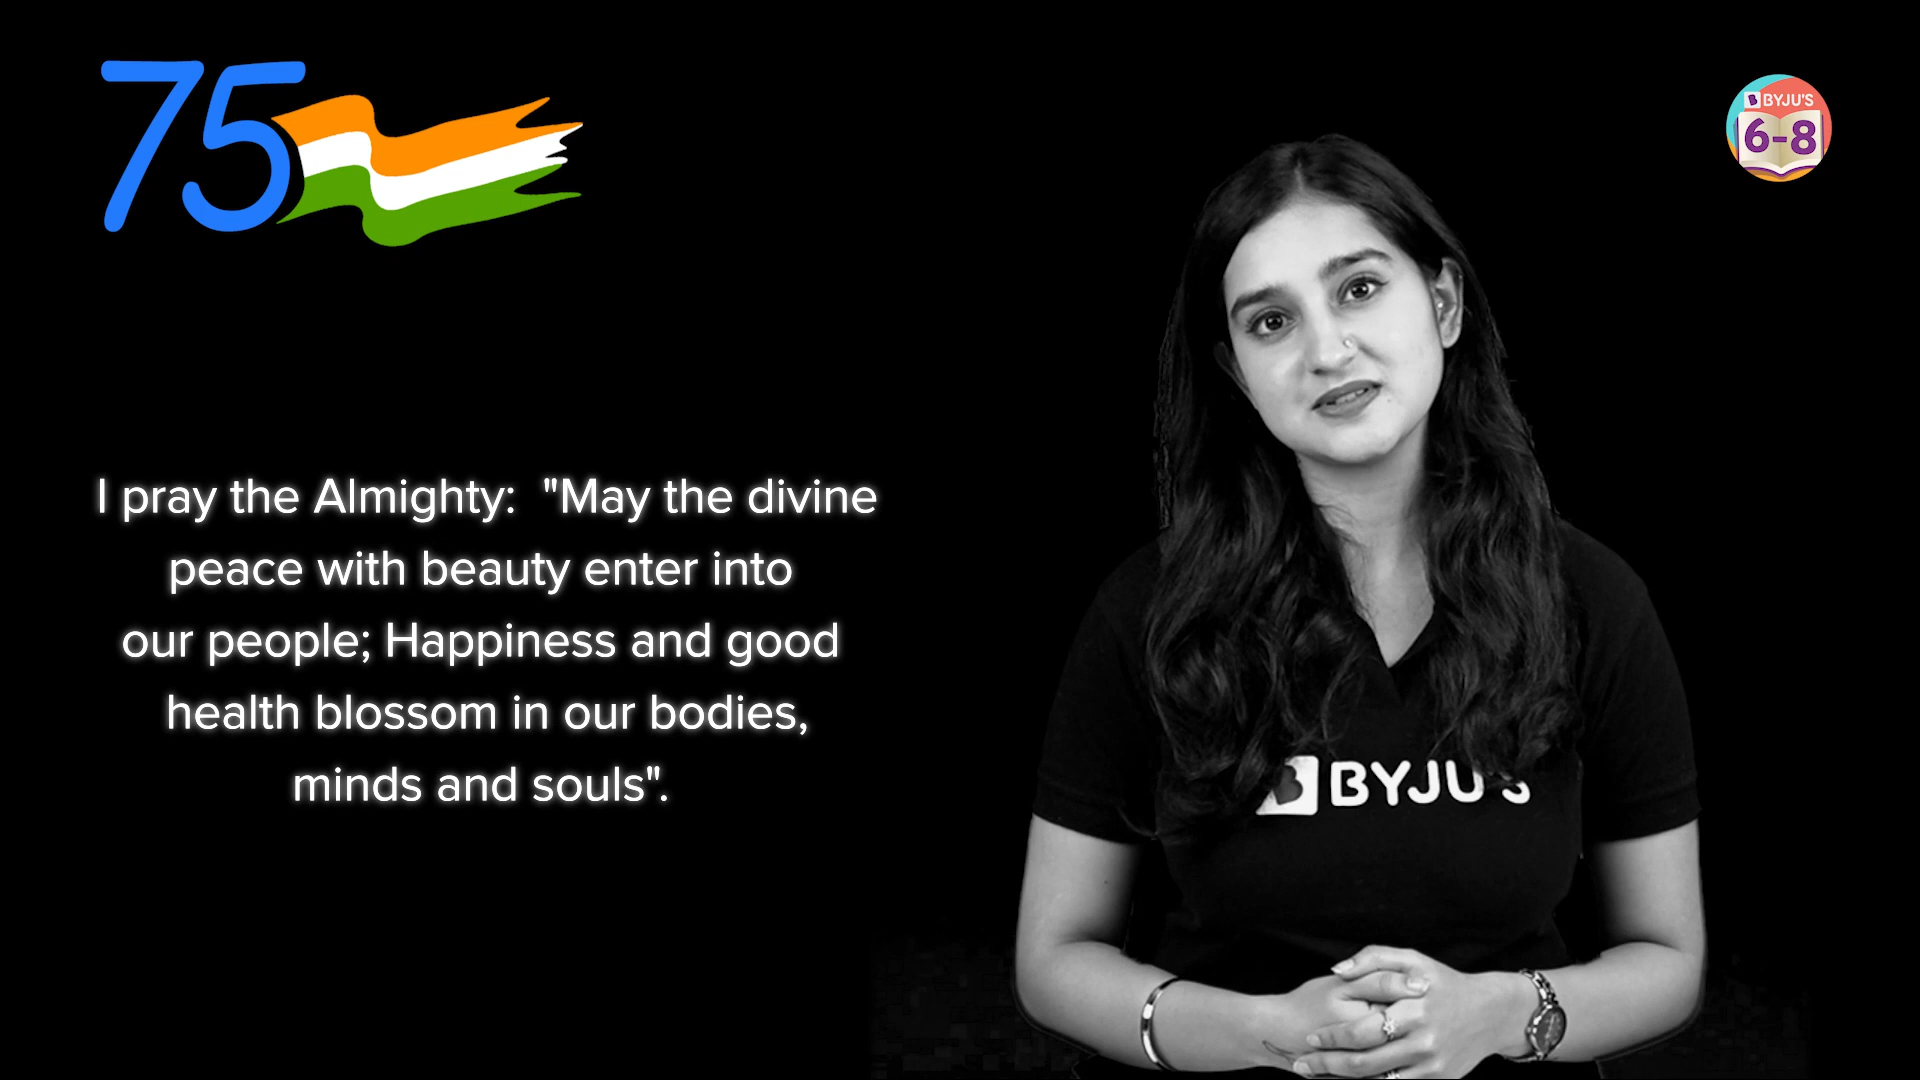 75
BYJU'S
6-8
I pray the Almighty: "May the divine
peace with beauty enter into
our people; Happiness and good
health blossom in our bodies,
minds and souls".
BYJU'S